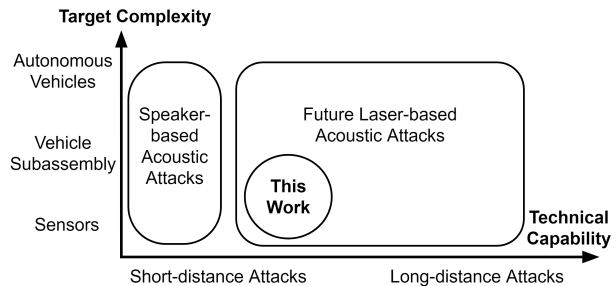 Target Complexity
Autonomous
Vehicles
Vehicle
Subassembly
Sensors
Speaker-
based
Acoustic
Attacks
Future Laser-based
Acoustic Attacks
This
Work
Technical
Capability
Short-distance Attacks
Long-distance Attacks